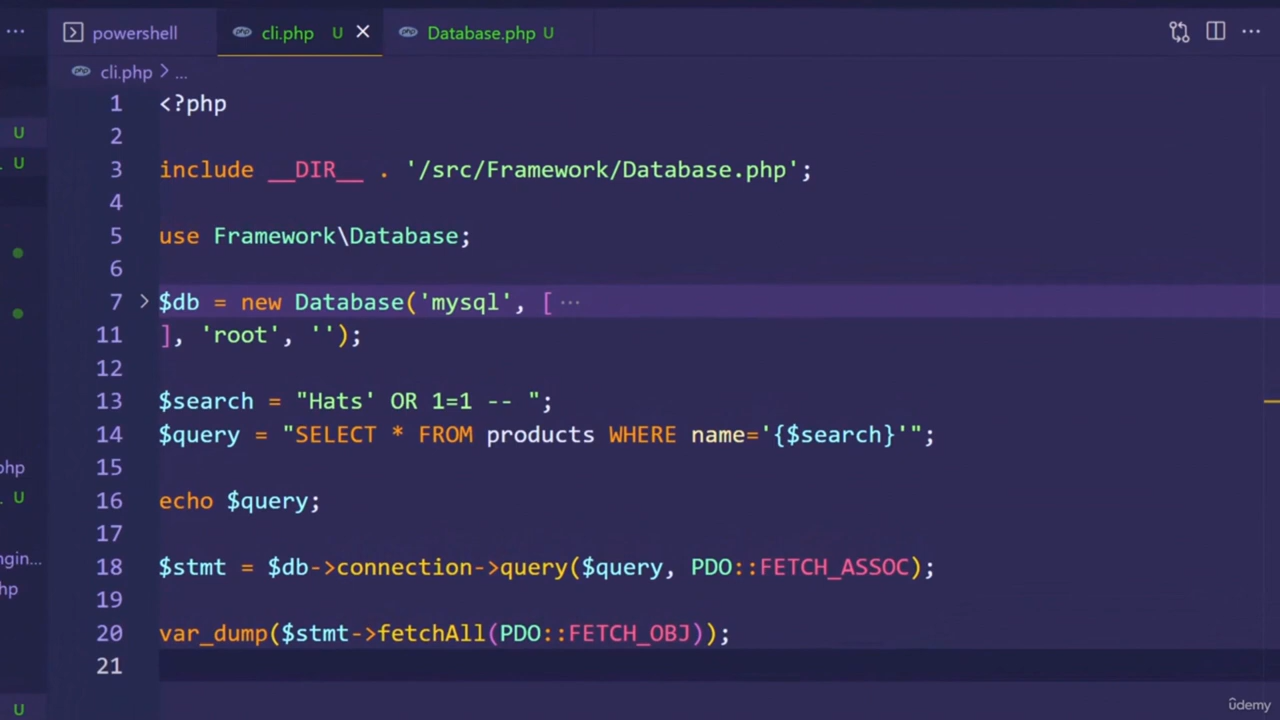 powershell cli.php U Database.php U
cli.php > ...
U
U
php
U
ngin...
hp
U
1 <?php
2
3 include __DIR__ . '/src/Framework/Database.php';
4
5 use Framework\Database;
6
7 $db = new Database('mysql', [ ...
11 ], 'root', '');
12
13 $search = "Hats' OR 1=1 -- ";
14 $query = "SELECT * FROM products WHERE name='{$search}'";
15
16 echo $query;
17
18 $stmt = $db->connection->query($query, PDO::FETCH_ASSOC);
19
20 var_dump($stmt->fetchAll(PDO::FETCH_OBJ));
21
udemy